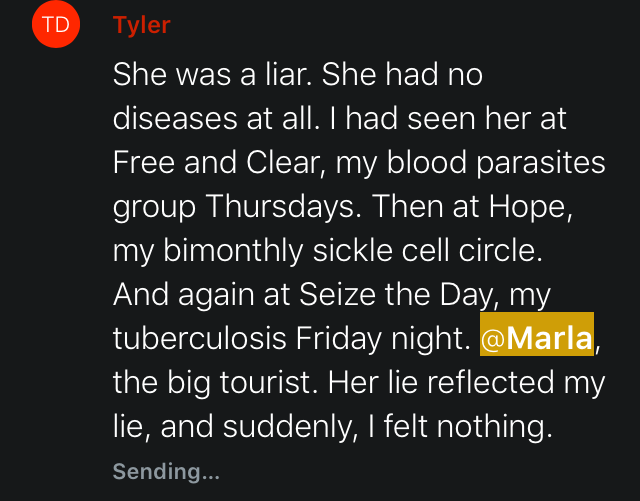 TD
Tyler
She was a liar. She had no
diseases at all. I had seen her at
Free and Clear, my blood parasites
group Thursdays. Then at Hope,
my bimonthly sickle cell circle.
And again at Seize the Day, my
tuberculosis Friday night. @Marla,
the big tourist. Her lie reflected my
lie, and suddenly, I felt nothing.
Sending...